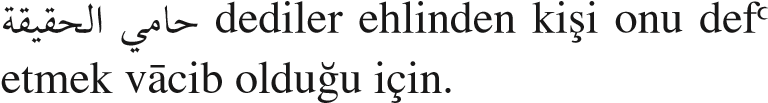 حامي الحقيقة dediler ehlinden kişi onu defᶜ
etmek vācib olduğu için.